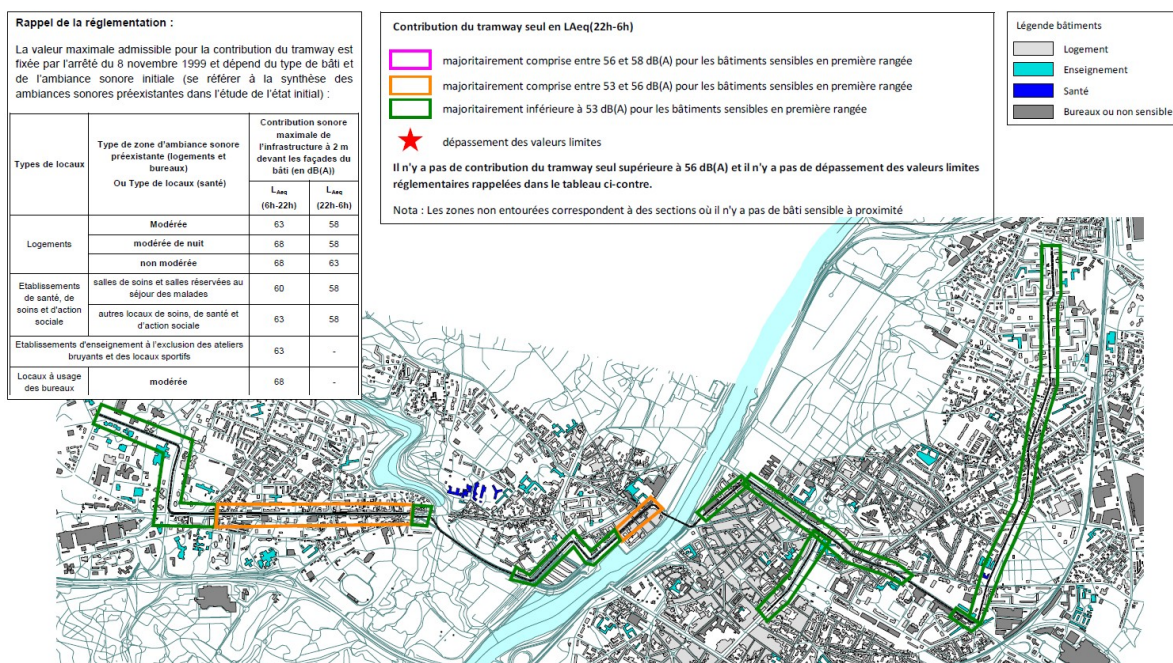 Rappel de la réglementation :
La valeur maximale admissible pour la contribution du tramway est
fixée par l'arrêté du 8 novembre 1999 et dépend du type de bâti et
de l'ambiance sonore initiale (se référer à la synthèse des
ambiances sonores préexistantes dans l'étude de l'état initial) :
Types de locaux
Type de zone d'ambiance sonore
préexistante (logements et
bureaux)
Ou Type de locaux (santé)
Contribution sonore
maximale de
l'infrastructure à 2 m
devant les façades du
bâti (en dB(A))
LAeq
(6h-22h)
LAeq
(22h-6h)
Logements
Modérée 63 58
modérée de nuit 68 58
non modérée 68 63
Etablissements
de santé, de
soins et d'action
sociale
salles de soins et salles réservées au
séjour des malades
60 58
autres locaux de soins, de santé et
d'action sociale
63 58
Etablissements d'enseignement à l'exclusion des ateliers
bruyants et des locaux sportifs
63 -
Locaux à usage
des bureaux
modérée 68 -
Contribution du tramway seul en LAeq(22h-6h)
majoritairement comprise entre 56 et 58 dB(A) pour les bâtiments sensibles en première rangée
majoritairement comprise entre 53 et 56 dB(A) pour les bâtiments sensibles en première rangée
majoritairement inférieure à 53 dB(A) pour les bâtiments sensibles en première rangée
dépassement des valeurs limites
Il n'y a pas de contribution du tramway seul supérieure à 56 dB(A) et il n'y a pas de dépassement des valeurs limites
réglementaires rappelées dans le tableau ci-contre.
Nota : Les zones non entourées correspondent à des sections où il n'y a pas de bâti sensible à proximité
Légende bâtiments
Logement
Enseignement
Santé
Bureaux ou non sensible